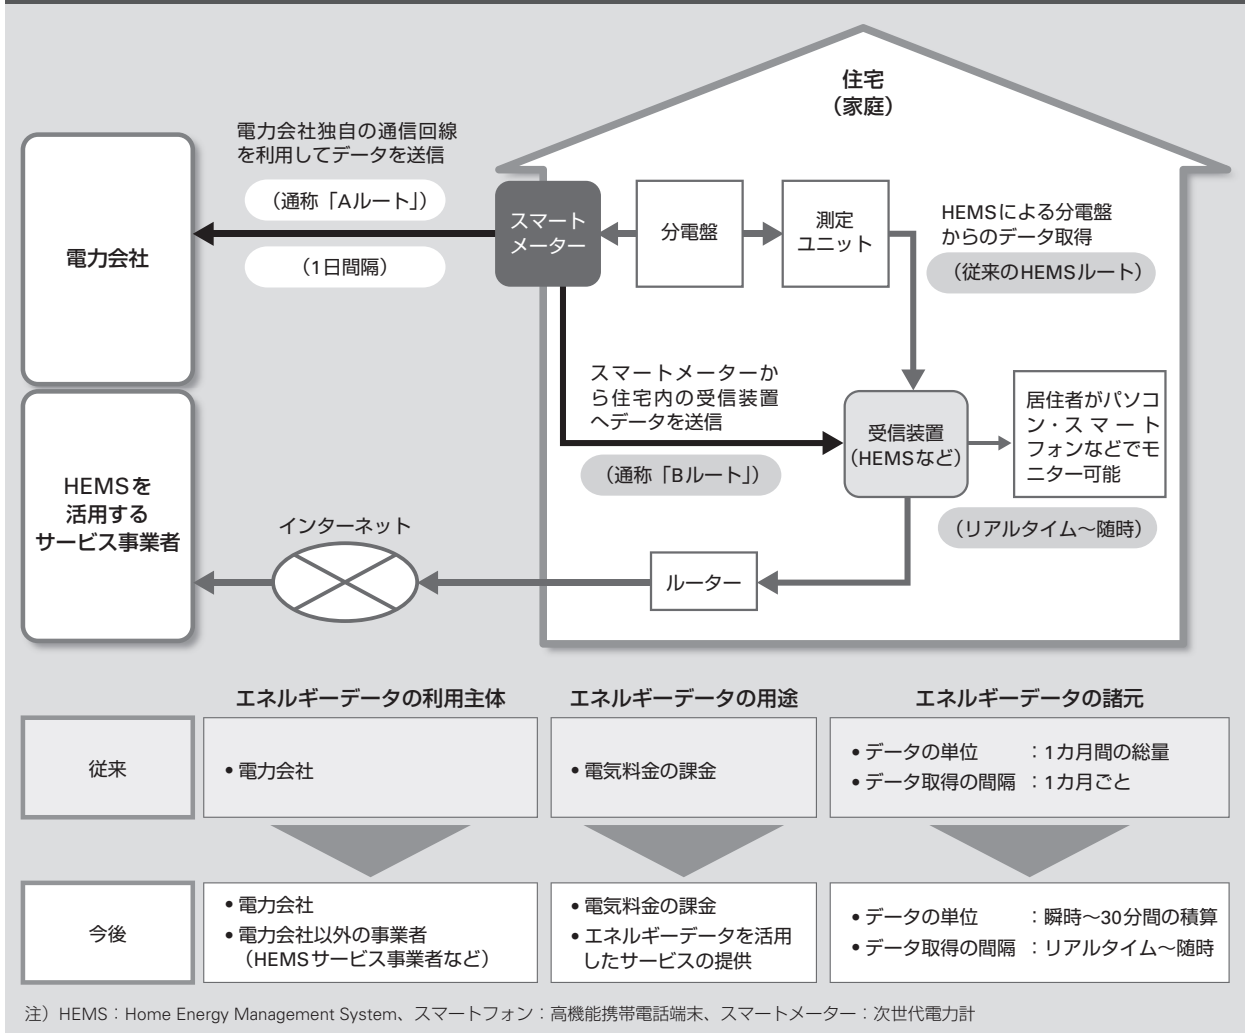 住宅
（家庭）
電力会社独自の通信回線
を利用してデータを送信
（通称「Aルート」）
（1日間隔）
電力会社
スマート
メーター
分電盤
測定
ユニット
HEMSによる分電盤
からのデータ取得
（従来のHEMSルート）
スマートメーターか
ら住宅内の受信装置
へデータを送信
（通称「Bルート」）
受信装置
（HEMSなど）
居住者がパソコ
ン・スマート
フォンなどでモ
ニター可能
（リアルタイム～随時）
HEMSを
活用する
サービス事業者
インターネット
ルーター
エネルギーデータの利用主体
エネルギーデータの用途
エネルギーデータの諸元
従来
• 電力会社
• 電気料金の課金
• データの単位　　：1カ月間の総量
• データ取得の間隔　：1カ月ごと
今後
• 電力会社
• 電力会社以外の事業者
（HEMSサービス事業者など）
• 電気料金の課金
• エネルギーデータを活用
したサービスの提供
• データの単位　　：瞬時～30分間の積算
• データ取得の間隔　：リアルタイム～随時
注）HEMS：Home Energy Management System、スマートフォン：高機能携帯電話端末、スマートメーター：次世代電力計